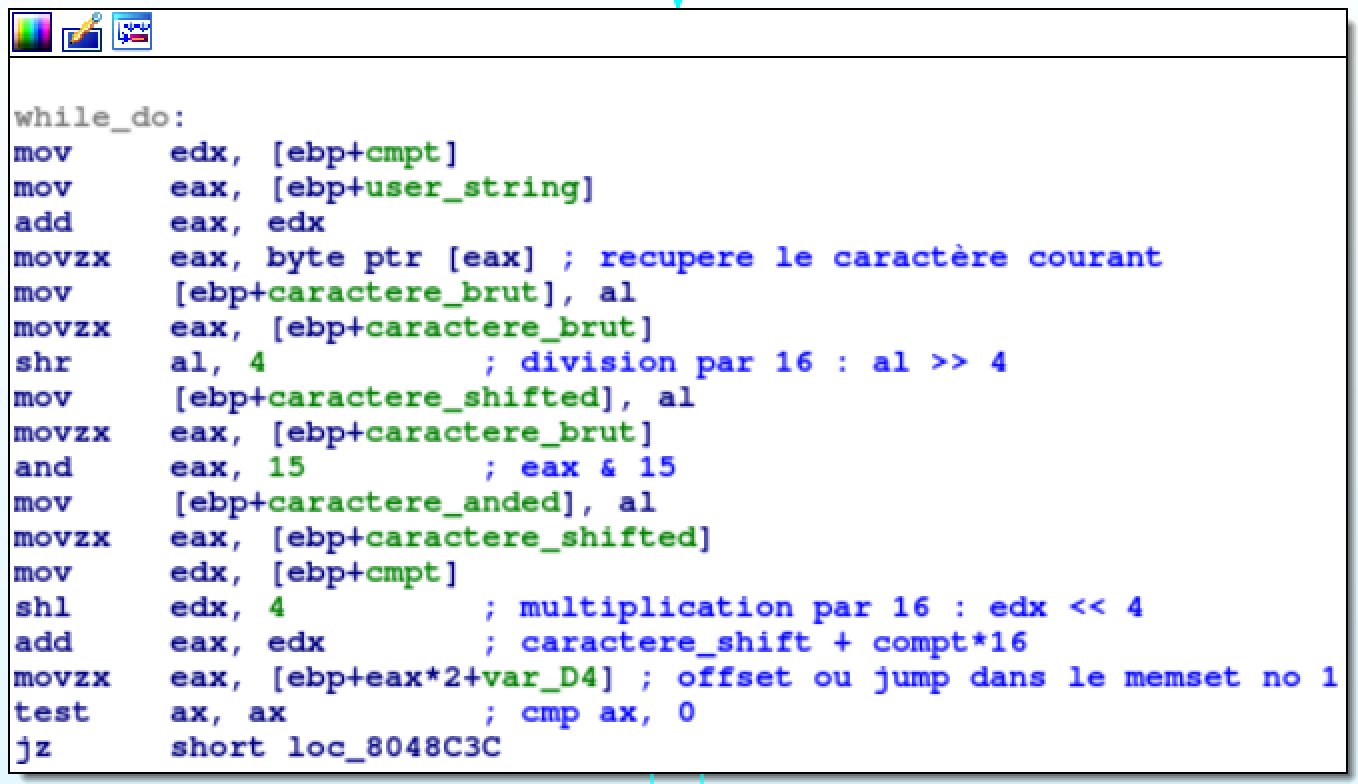 while_do:
mov edx, [ebp+cmpt]
mov eax, [ebp+user_string]
add eax, edx
movzx eax, byte ptr [eax] ; recupere le caractère courant
mov [ebp+caractere_brut], al
movzx eax, [ebp+caractere_brut]
shr al, 4 ; division par 16 : al >> 4
mov [ebp+caractere_shifted], al
movzx eax, [ebp+caractere_brut]
and eax, 15 ; eax & 15
mov [ebp+caractere_anded], al
movzx eax, [ebp+caractere_shifted]
mov edx, [ebp+cmpt]
shl edx, 4 ; multiplication par 16 : edx << 4
add eax, edx ; caractere_shift + compt*16
movzx eax, [ebp+eax*2+var_D4] ; offset ou jump dans le memset no 1
test ax, ax ; cmp ax, 0
jz short loc_8048C3C